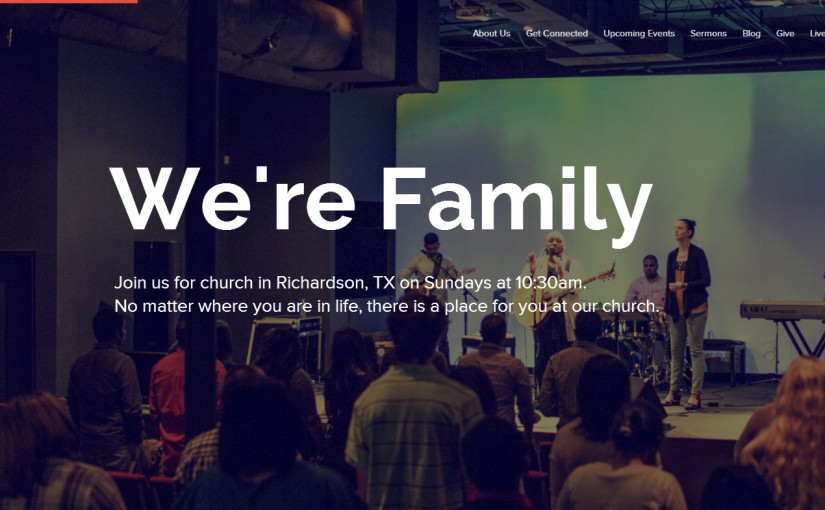 About Us Get Connected Upcoming Events Sermons Blog Give Live
We're Family
Join us for church in Richardson, TX on Sundays at 10:30am.
No matter where you are in life, there is a place for you at our church.
KAWAI